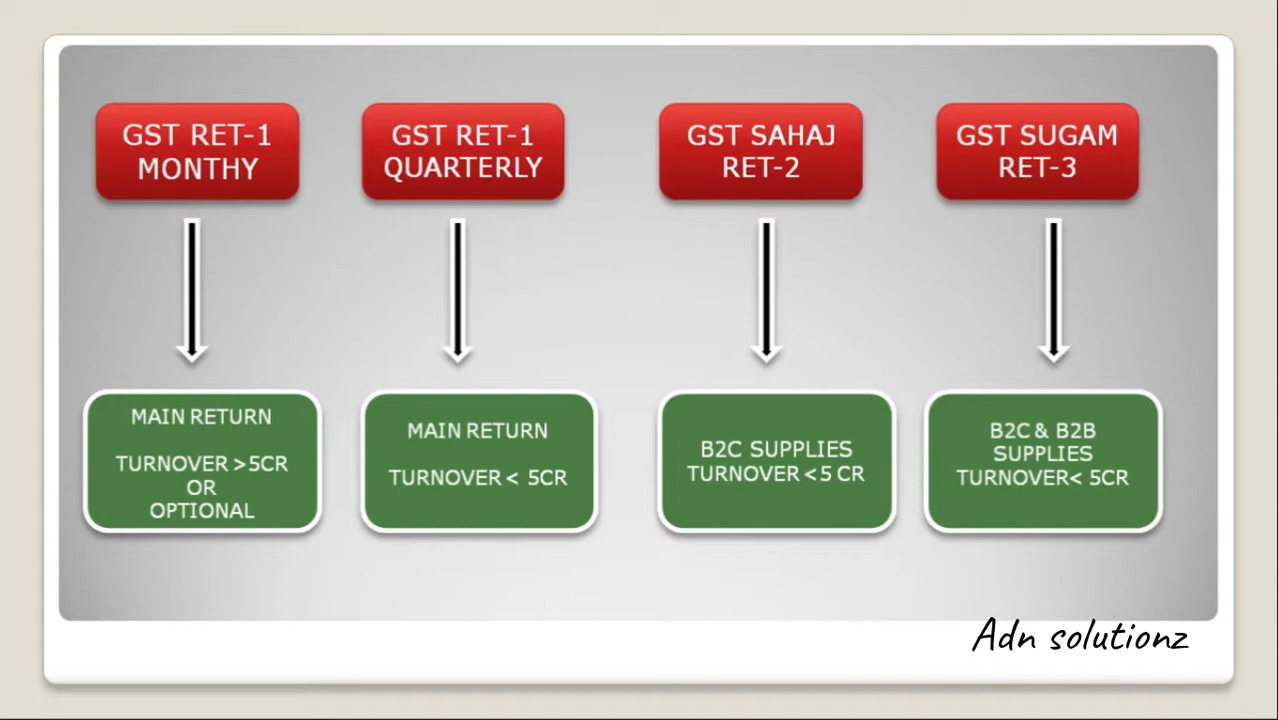 GST RET-1
MONTHY
GST RET-1
QUARTERLY
GST SAHAJ
RET-2
GST SUGAM
RET-3
MAIN RETURN
TURNOVER >5CR
OR
OPTIONAL
MAIN RETURN
TURNOVER < 5CR
B2C SUPPLIES
TURNOVER <5 CR
B2C & B2B
SUPPLIES
TURNOVER< 5CR
Adn solutionz